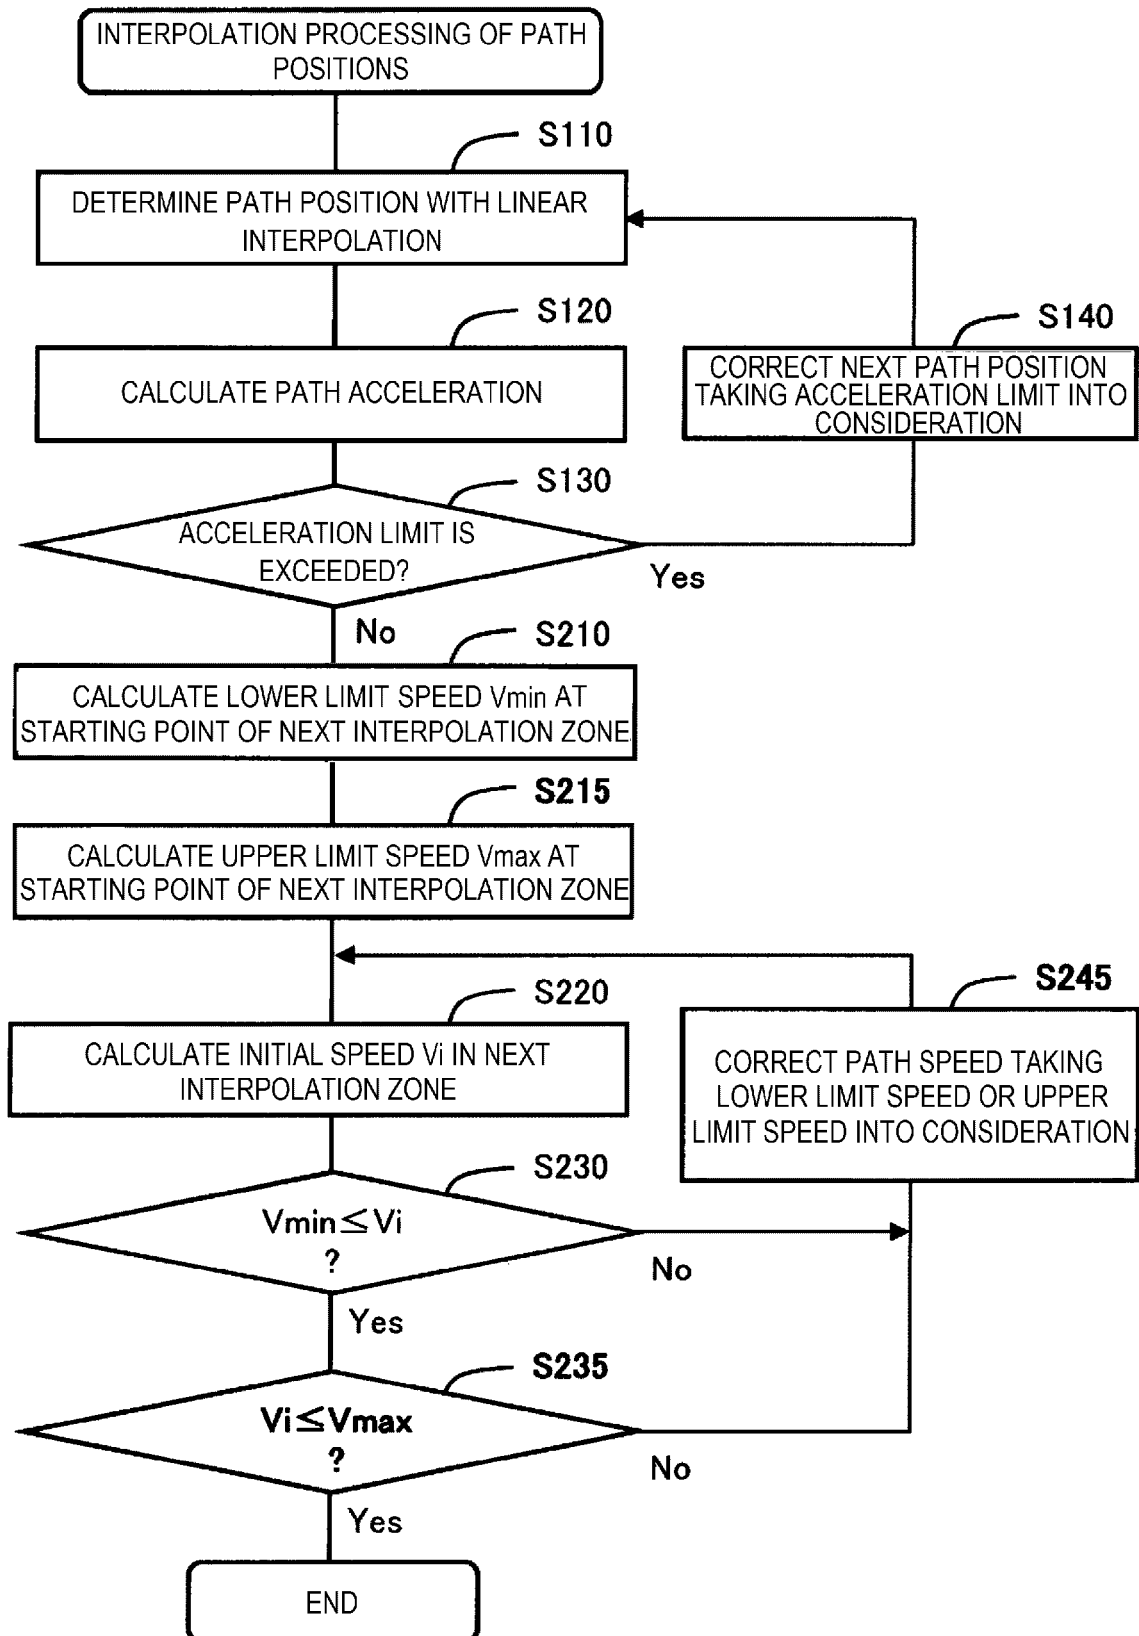 INTERPOLATION PROCESSING OF PATH
POSITIONS
S110
DETERMINE PATH POSITION WITH LINEAR
INTERPOLATION
S120
CALCULATE PATH ACCELERATION
S140
CORRECT NEXT PATH POSITION
TAKING ACCELERATION LIMIT INTO
CONSIDERATION
S130
ACCELERATION LIMIT IS
EXCEEDED?
Yes
No
S210
CALCULATE LOWER LIMIT SPEED Vmin AT
STARTING POINT OF NEXT INTERPOLATION ZONE
S215
CALCULATE UPPER LIMIT SPEED Vmax AT
STARTING POINT OF NEXT INTERPOLATION ZONE
S220
CALCULATE INITIAL SPEED Vi IN NEXT
INTERPOLATION ZONE
S245
CORRECT PATH SPEED TAKING
LOWER LIMIT SPEED OR UPPER
LIMIT SPEED INTO CONSIDERATION
S230
Vmin≦Vi
?
No
Yes
S235
Vi≦Vmax
?
No
Yes
END